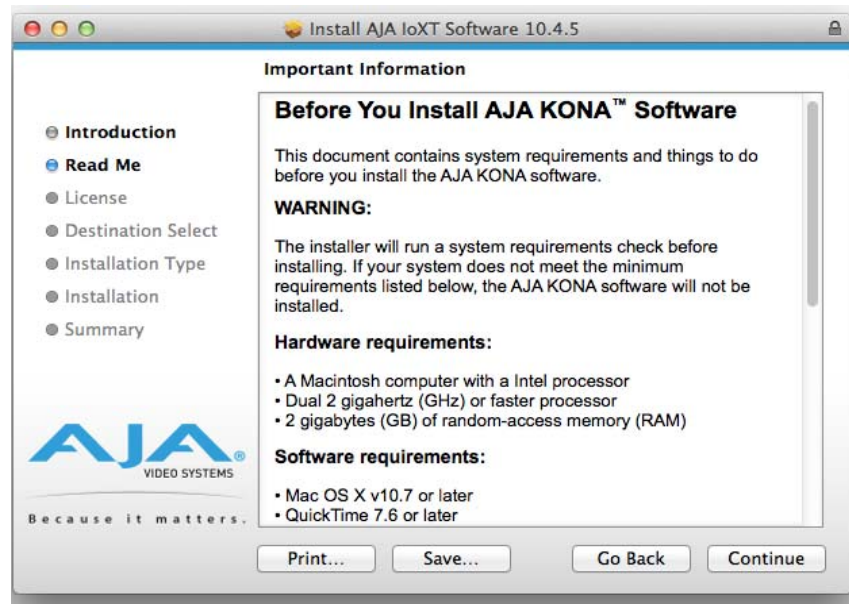 Install AJA IoXT Software 10.4.5
Important Information
Introduction
Read Me
License
Destination Select
Installation Type
Installation
Summary
AJA®
VIDEO SYSTEMS
Because it matters.
Before You Install AJA KONA™ Software
This document contains system requirements and things to do
before you install the AJA KONA software.
WARNING:
The installer will run a system requirements check before
installing. If your system does not meet the minimum
requirements listed below, the AJA KONA software will not be
installed.
Hardware requirements:
• A Macintosh computer with a Intel processor
• Dual 2 gigahertz (GHz) or faster processor
• 2 gigabytes (GB) of random-access memory (RAM)
Software requirements:
• Mac OS X v10.7 or later
• QuickTime 7.6 or later
Print...
Save...
Go Back
Continue